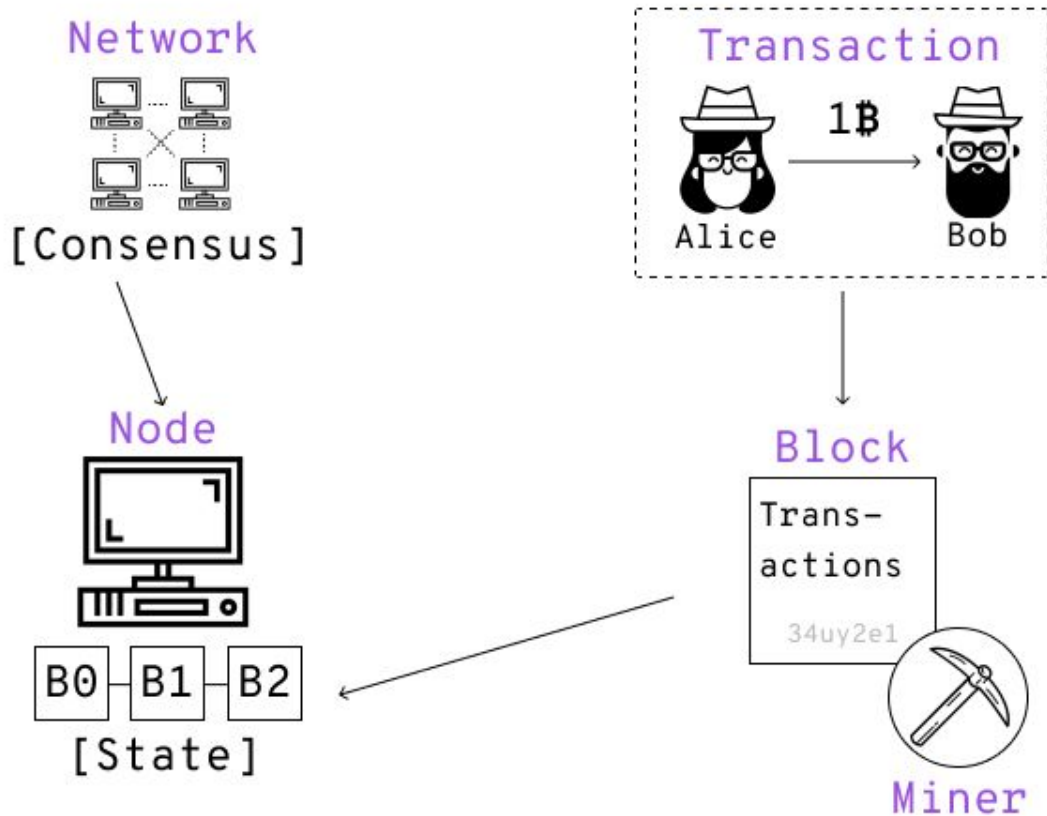 Network
[Consensus]
Transaction
1₿
Alice
Bob
Node
B0
B1
B2
[State]
Block
Trans-
actions
34uy2e1
Miner